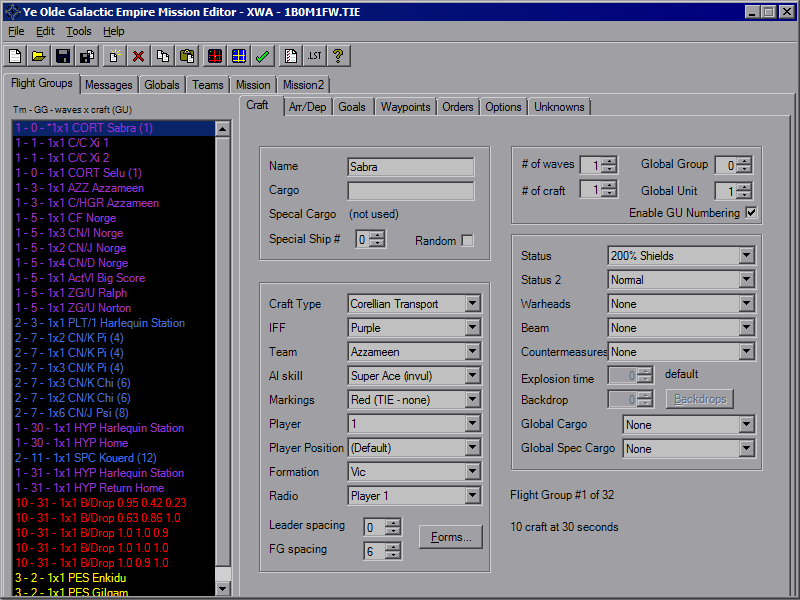 Ye Olde Galactic Empire Mission Editor - XWA - 1B0M1FW.TIE
File Edit Tools Help
.LST ?
Flight Groups Messages Globals Teams Mission Mission2
Tm - GG - waves x craft (GU)
1 - 0 - *1x1 CORT Sabra (1)
1 - 1 - 1x1 C/C Xi 1
1 - 1 - 1x1 C/C Xi 2
1 - 0 - 1x1 CORT Selu (1)
1 - 3 - 1x1 AZZ Azzameen
1 - 3 - 1x1 C/HGR Azzameen
1 - 5 - 1x1 CF Norge
1 - 5 - 1x3 CN/I Norge
1 - 5 - 1x2 CN/J Norge
1 - 5 - 1x4 CN/D Norge
1 - 5 - 1x1 ActVI Big Score
1 - 5 - 1x1 ZG/U Ralph
1 - 5 - 1x1 ZG/U Norton
2 - 3 - 1x1 PLT/1 Harlequin Station
2 - 7 - 1x2 CN/K Pi (4)
2 - 7 - 1x1 CN/K Pi (4)
2 - 7 - 1x1 CN/K Pi (4)
2 - 7 - 1x3 CN/K Chi (6)
2 - 7 - 1x2 CN/K Chi (6)
2 - 7 - 1x6 CN/J Psi (8)
1 - 30 - 1x1 HYP Harlequin Station
1 - 30 - 1x1 HYP Home
2 - 11 - 1x1 SPC Kouerd (12)
1 - 31 - 1x1 HYP Harlequin Station
1 - 31 - 1x1 HYP Return Home
10 - 31 - 1x1 B/Drop 0.95 0.42 0.23
10 - 31 - 1x1 B/Drop 0.63 0.86 1.0
10 - 31 - 1x1 B/Drop 1.0 1.0 0.9
10 - 31 - 1x1 B/Drop 1.0 1.0 1.0
10 - 31 - 1x1 B/Drop 1.0 0.9 1.0
3 - 2 - 1x1 PES Enkidu
3 - 2 - 1x1 PES Gilgam
Craft Arr/Dep Goals Waypoints Orders Options Unknowns
Name Sabra
Cargo
Specal Cargo (not used)
Special Ship # 0 Random
Craft Type Corellian Transport
IFF Purple
Team Azzameen
AI skill Super Ace (invul)
Markings Red (TIE - none)
Player 1
Player Position (Default)
Formation Vic
Radio Player 1
Leader spacing 0
FG spacing 6
Forms...
# of waves 1 Global Group 0
# of craft 1 Global Unit 1
Enable GU Numbering
Status 200% Shields
Status 2 Normal
Warheads None
Beam None
Countermeasures None
Explosion time 0 default
Backdrop 0 Backdrops
Global Cargo None
Global Spec Cargo None
Flight Group #1 of 32
10 craft at 30 seconds